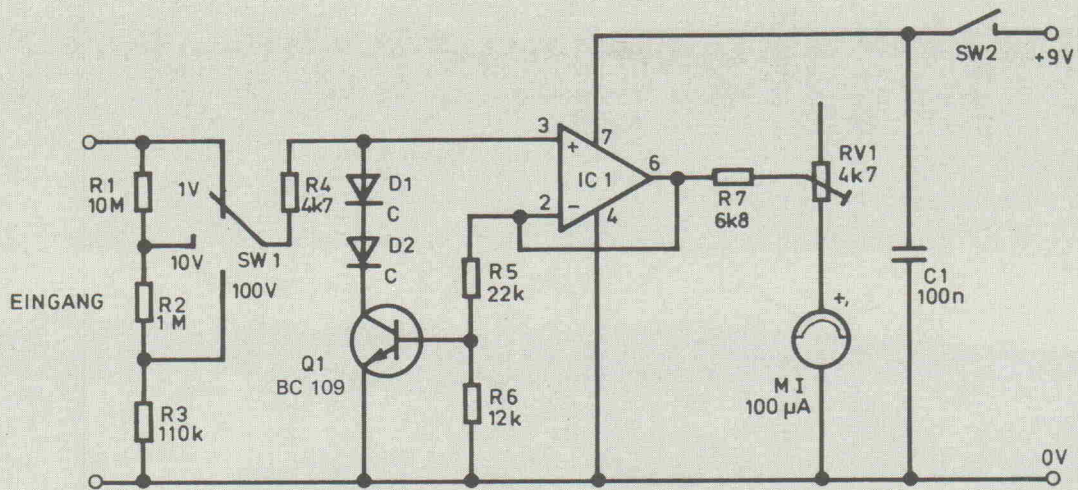 SW2
+9V
3
7
+
6
IC 1
2
−
4
R1
10M
1V
R4
4k7
D1
C
D2
C
RV1
4k7
R7
6k8
10V
SW 1
100V
EINGANG
R2
1 M
R5
22k
C1
100n
+,
Q1
BC 109
R6
12k
M I
100 µA
R3
110k
0V